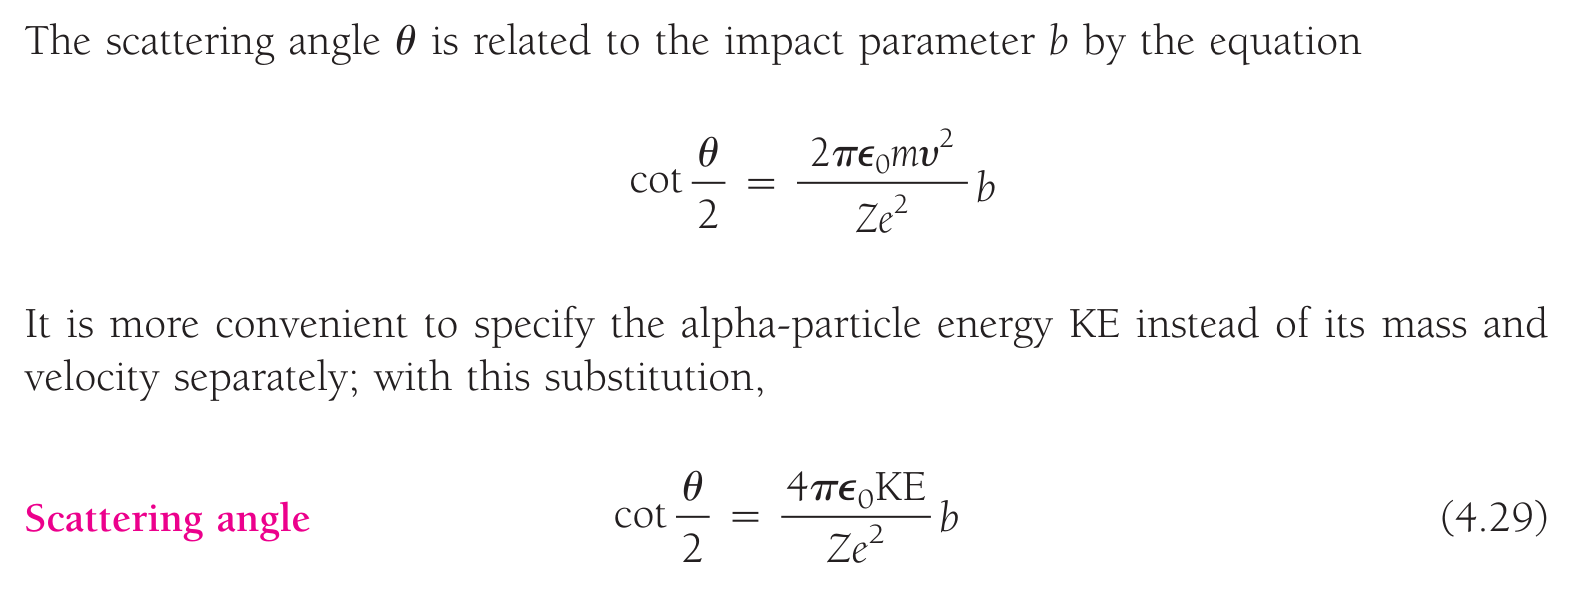 The scattering angle θ is related to the impact parameter b by the equation
cot θ/2 = 2πϵ₀mυ²/Ze² b
It is more convenient to specify the alpha-particle energy KE instead of its mass and
velocity separately; with this substitution,
Scattering angle cot θ/2 = 4πϵ₀KE/Ze² b (4.29)